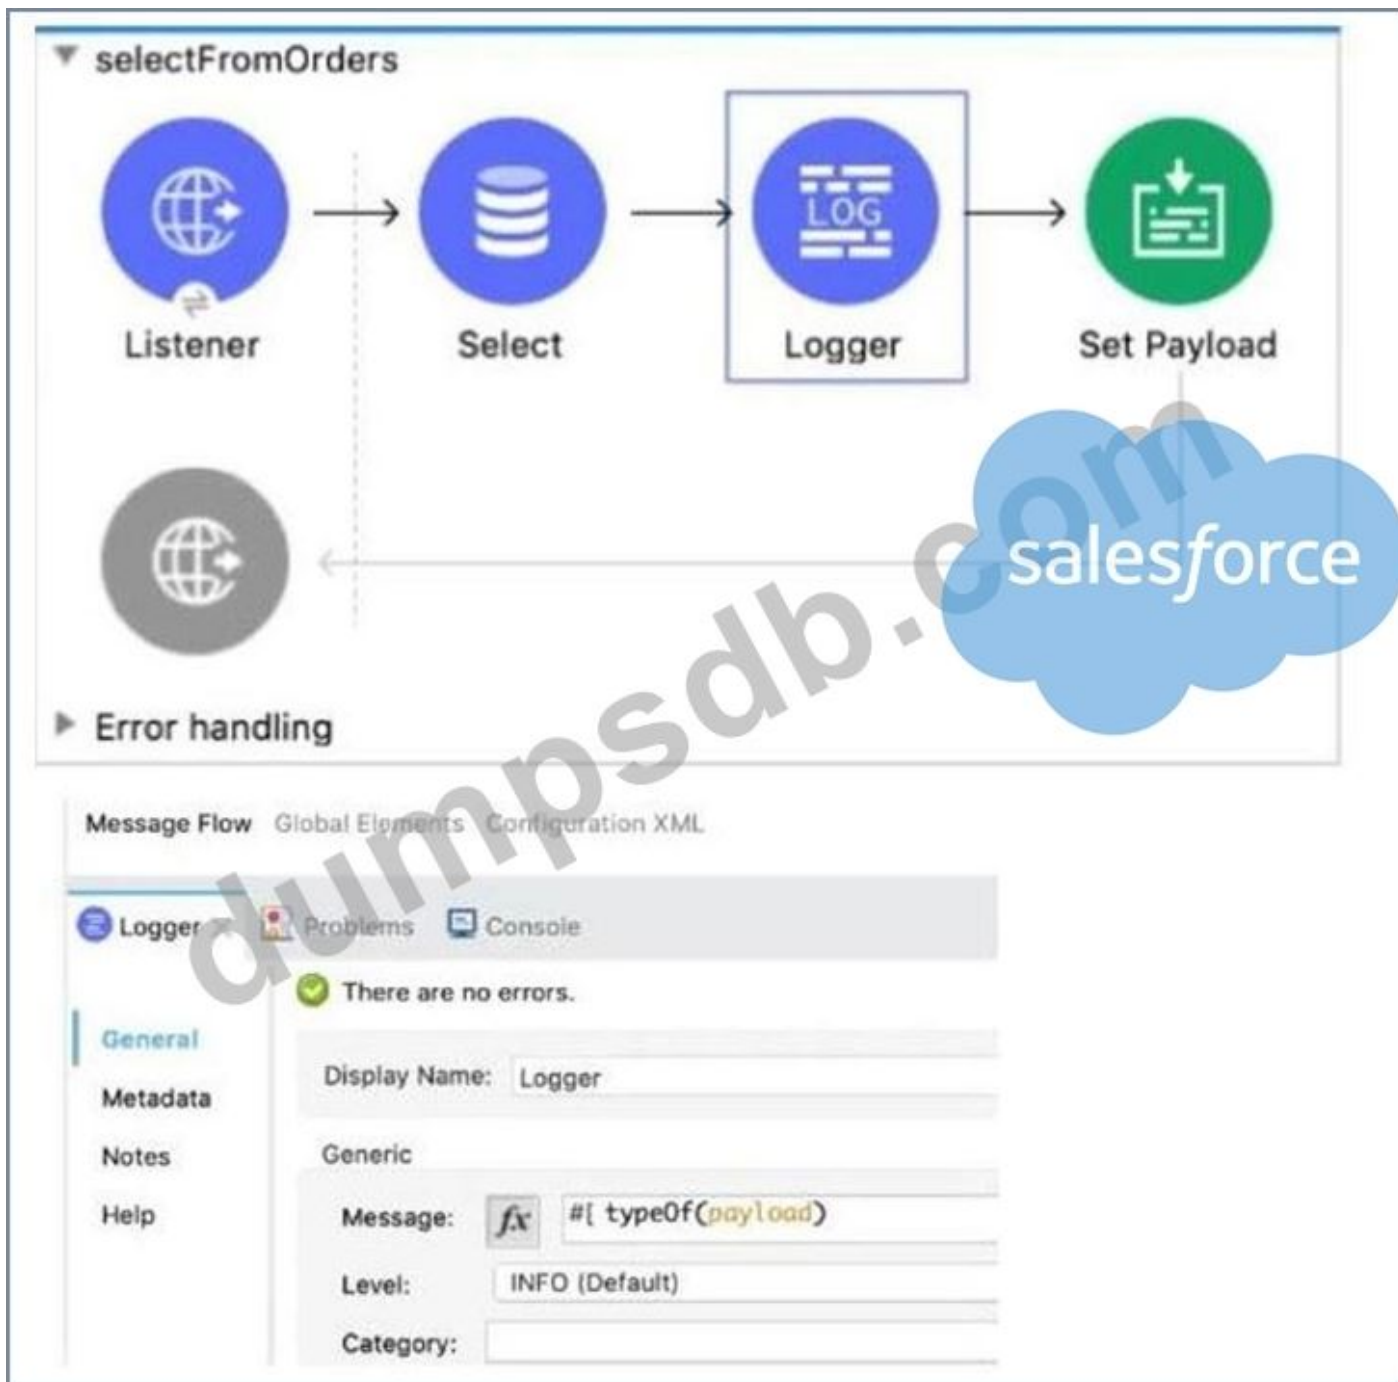 selectFromOrders
LOG
Listener
Select
Logger
Set Payload
salesforce
Error handling
dumpsdb.com
Message Flow Global Elements Configuration XML
Logger Problems Console
There are no errors.
General
Display Name: Logger
Metadata
Notes
Generic
Help
Message: fx #[ typeOf(payload)
Level: INFO (Default)
Category: